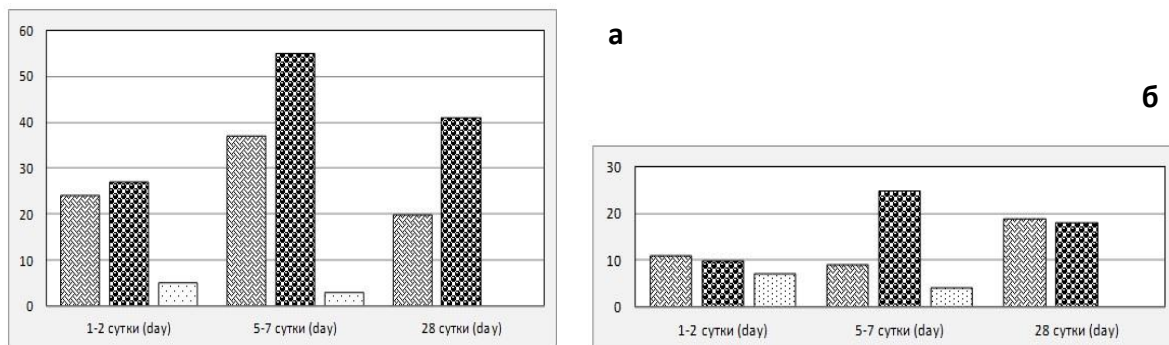 60
50
40
30
20
10
0
1-2 сутки (day)
5-7 сутки (day)
28 сутки (day)
а
б
30
20
10
0
1-2 сутки (day)
5-7 сутки (day)
28 сутки (day)